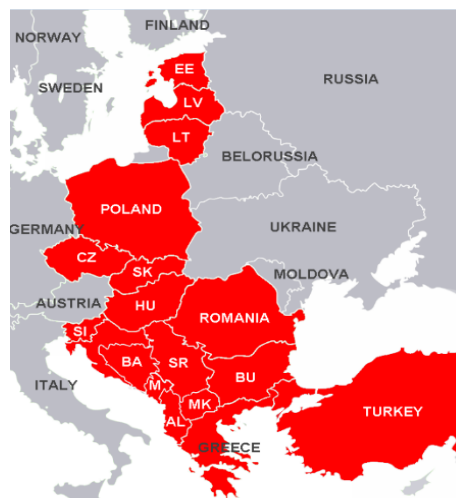 FINLAND
NORWAY
EE
RUSSIA
SWEDEN
LV
LT
BELORUSSIA
POLAND
GERMANY
UKRAINE
CZ
SK
MOLDOVA
AUSTRIA
HU
ROMANIA
SI
BA
SR
ITALY
M
BU
MK
AL
TURKEY
GREECE